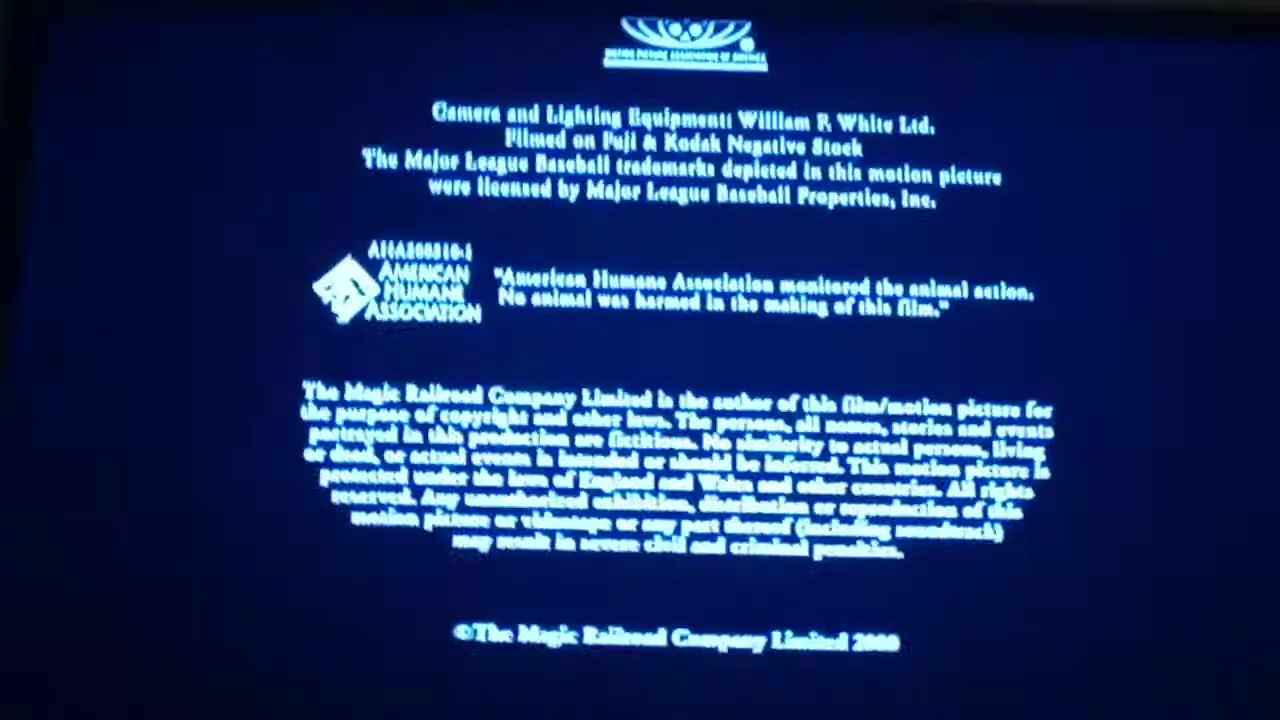 MOTION PICTURE ASSOCIATION OF AMERICA
Camera and Lighting Equipment: William F. White Ltd.
Filmed on Fuji & Kodak Negative Stock
The Major League Baseball trademarks depicted in this motion picture
were licensed by Major League Baseball Properties, Inc.
AMERICAN
HUMANE
ASSOCIATION
"American Humane Association monitored the animal action.
No animal was harmed in the making of this film."
The Magic Railroad Company Limited is the author of this film/motion picture for
the purpose of copyright and other laws. The persons, all names, stories and events
portrayed in this production are fictitious. No similarity to actual persons, living
or dead, or actual events is intended or should be inferred. This motion picture is
protected under the laws of England and Wales and other countries. All rights
reserved. Any unauthorized exhibition, distribution or reproduction of this
motion picture or videotape or any part thereof (including soundtrack)
may result in severe civil and criminal penalties.
©The Magic Railroad Company Limited 2000